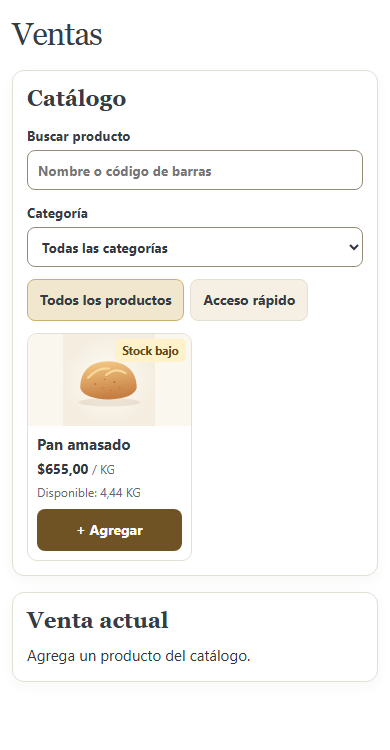 Ventas
Catálogo
Buscar producto
Nombre o código de barras
Categoría
Todas las categorías
Todos los productos
Acceso rápido
Stock bajo
Pan amasado
$655,00 / KG
Disponible: 4,44 KG
+ Agregar
Venta actual
Agrega un producto del catálogo.